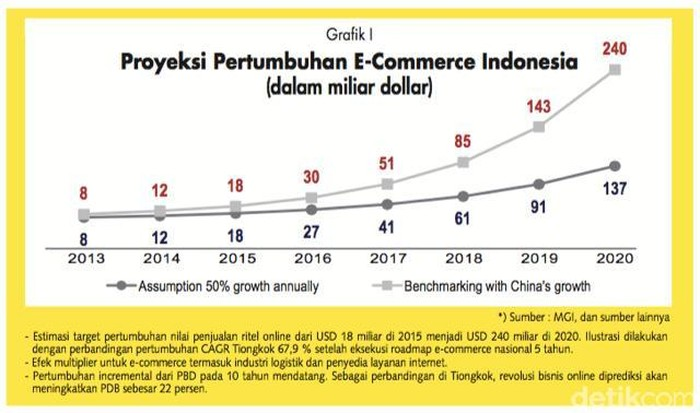 Grafik I
Proyeksi Pertumbuhan E-Commerce Indonesia
(dalam miliar dollar)
8 12 18 30 51 85 143 240
8 12 18 27 41 61 91 137
2013 2014 2015 2016 2017 2018 2019 2020
Assumption 50% growth annually Benchmarking with China's growth
*) Sumber : MGI, dan sumber lainnya
- Estimasi target pertumbuhan nilai penjualan ritel online dari USD 18 miliar di 2015 menjadi USD 240 miliar di 2020. Ilustrasi dilakukan
dengan perbandingan pertumbuhan CAGR Tiongkok 67,9 % setelah eksekusi roadmap e-commerce nasional 5 tahun.
- Efek multiplier untuk e-commerce termasuk industri logistik dan penyedia layanan internet.
- Pertumbuhan incremental dari PBD pada 10 tahun mendatang. Sebagai perbandingan di Tiongkok, revolusi bisnis online diprediksi akan
meningkatkan PDB sebesar 22 persen.
detikcom